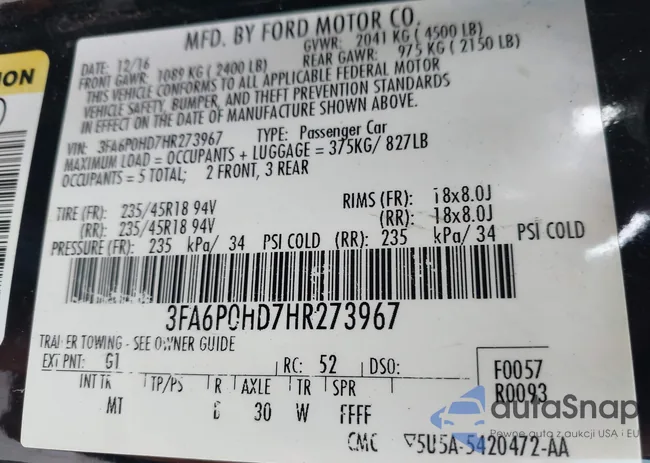 MFD. BY FORD MOTOR CO.
DATE: 12/16 GVWR: 2041 KG ( 4500 LB)
FRONT GAWR: 1089 KG ( 2400 LB) REAR GAWR: 975 KG ( 2150 LB)
THIS VEHICLE CONFORMS TO ALL APPLICABLE FEDERAL MOTOR
VEHICLE SAFETY, BUMPER, AND THEFT PREVENTION STANDARDS
IN EFFECT ON THE DATE OF MANUFACTURE SHOWN ABOVE.
VIN: 3FA6P0HD7HR273967 TYPE: Passenger Car
MAXIMUM LOAD = OCCUPANTS + LUGGAGE = 375KG/ 827LB
OCCUPANTS = 5 TOTAL; 2 FRONT, 3 REAR
TIRE (FR): 235/45R18 94V RIMS (FR): 18x8.0J
(RR): 235/45R18 94V (RR): 18x8.0J
PRESSURE (FR): 235 kPa/ 34 PSI COLD (RR): 235 kPa/ 34 PSI COLD
3FA6P0HD7HR273967
TRAILER TOWING - SEE OWNER GUIDE
EXT PNT: G1 RC: 52 DSO: F0057
R0093
INT TR TP/PS R AXLE TR SPR
MT 30 W FFFF
CMC 5U5A-5420472-AA
autaSnap
Pewne auta z aukcji USA i EU